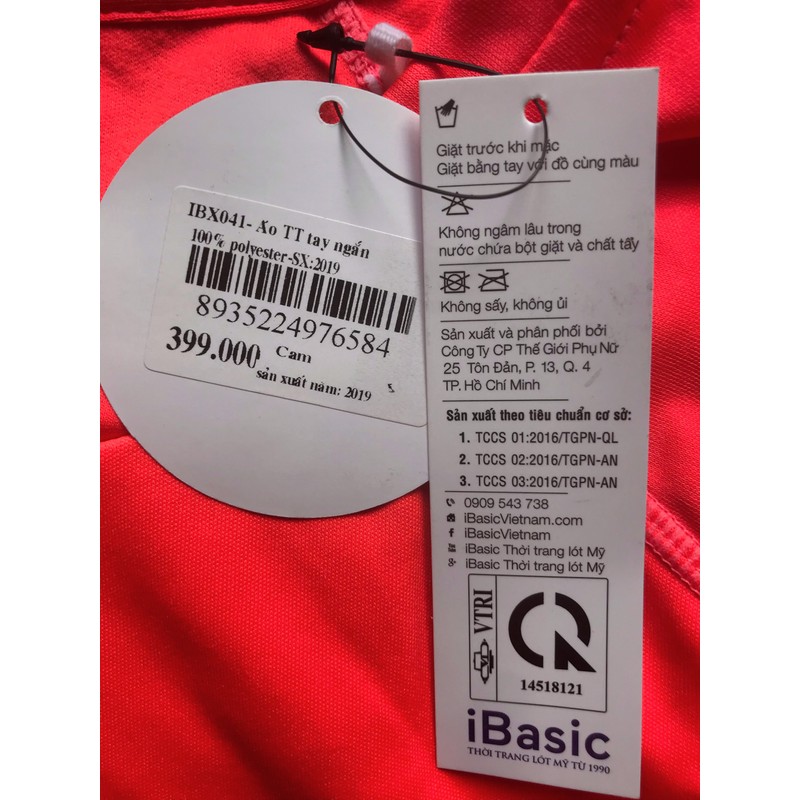 IBX041- Áo TT tay ngắn
100% polyester-SX:2019
8935224976584
399.000 Cam
sản xuất năm: 2019 S
Giặt trước khi mặc
Giặt bằng tay với đồ cùng màu
Không ngâm lâu trong
nước chứa bột giặt và chất tẩy
Không sấy, không ủi
Sản xuất và phân phối bởi
Công Ty CP Thế Giới Phụ Nữ
25 Tôn Đản, P. 13, Q. 4
TP. Hồ Chí Minh
Sản xuất theo tiêu chuẩn cơ sở:
1. TCCS 01:2016/TGPN-QL
2. TCCS 02:2016/TGPN-AN
3. TCCS 03:2016/TGPN-AN
0909 543 738
iBasicVietnam.com
iBasicVietnam
iBasic Thời trang lót Mỹ
iBasic Thời trang lót Mỹ
VTRI
14518121
iBasic
THỜI TRANG LÓT MỸ TỪ 1990